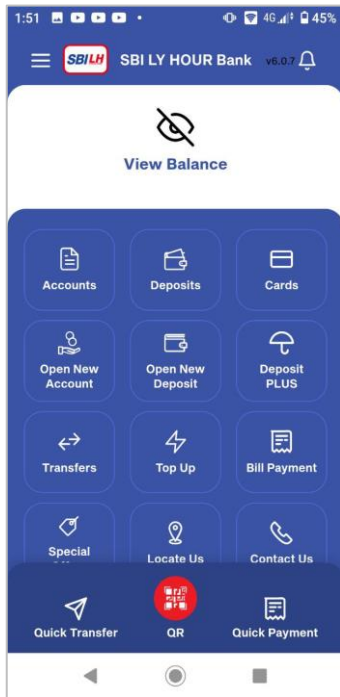 1:51 4G 45%
SBI LH SBI LY HOUR Bank v6.0.7
View Balance
Accounts Deposits Cards
Open New Open New Deposit
Account Deposit PLUS
Transfers Top Up Bill Payment
Special Locate Us Contact Us
Quick Transfer QR Quick Payment